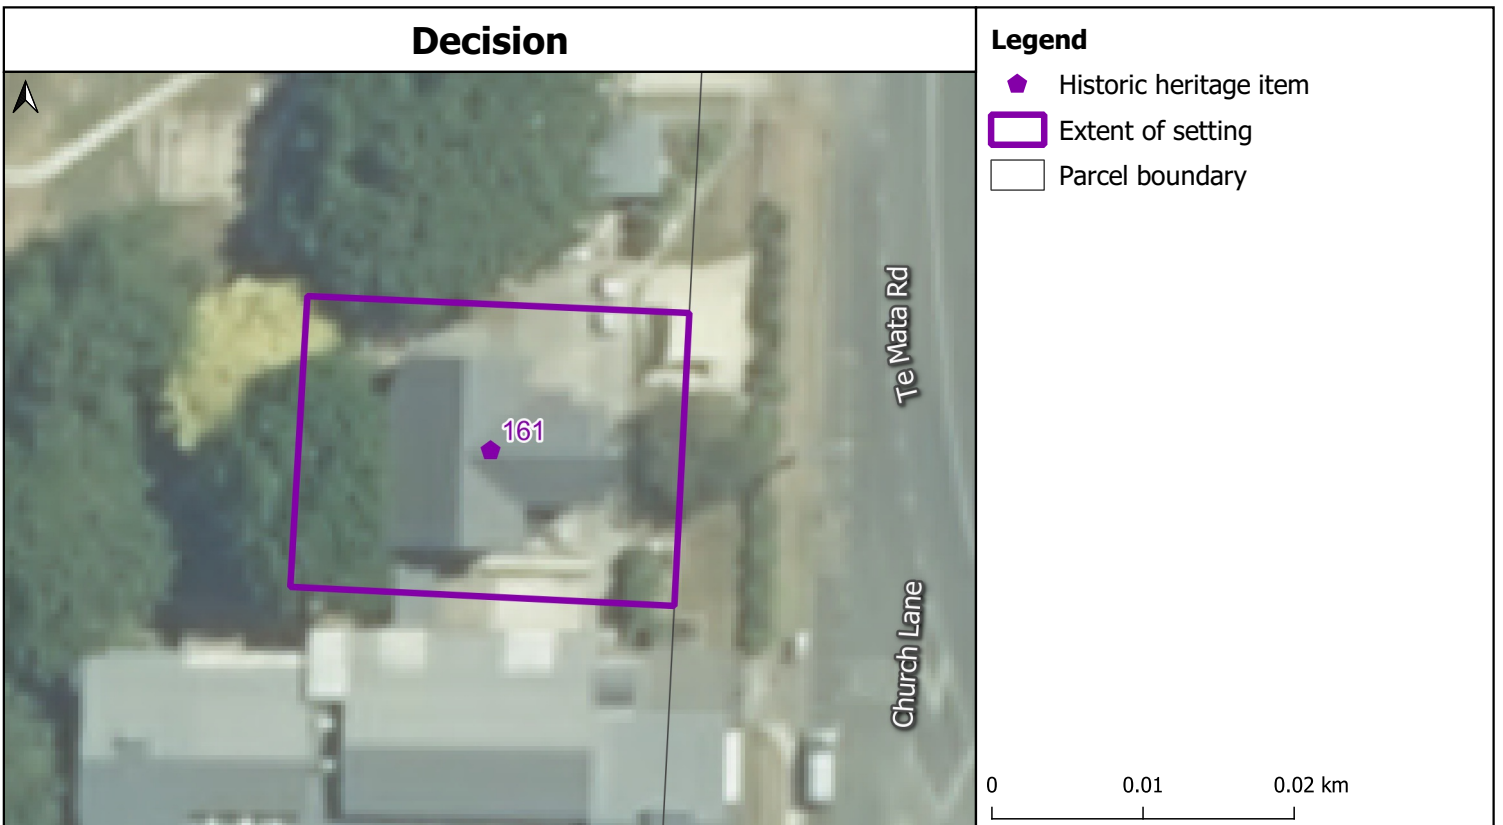 Decision
Legend
Historic heritage item
Extent of setting
Parcel boundary
161
Te Mata Rd
Church Lane
0 0.01 0.02 km